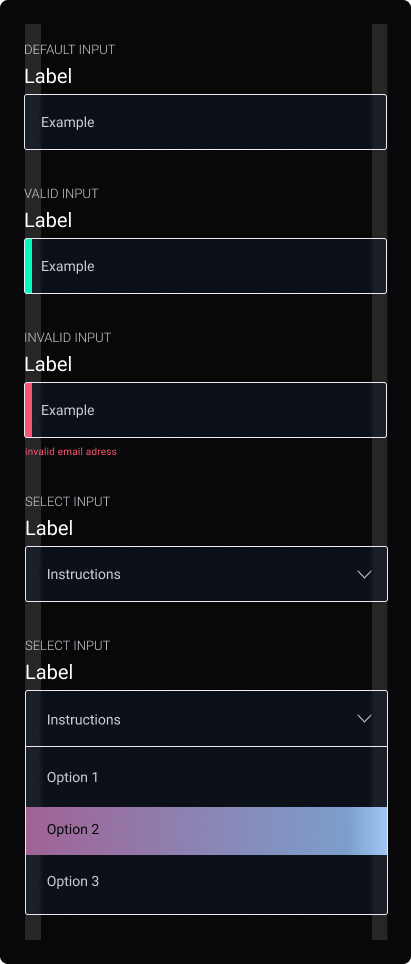 DEFAULT INPUT
Label
Example
VALID INPUT
Label
Example
INVALID INPUT
Label
Example
invalid email adress
SELECT INPUT
Label
Instructions
SELECT INPUT
Label
Instructions
Option 1
Option 2
Option 3